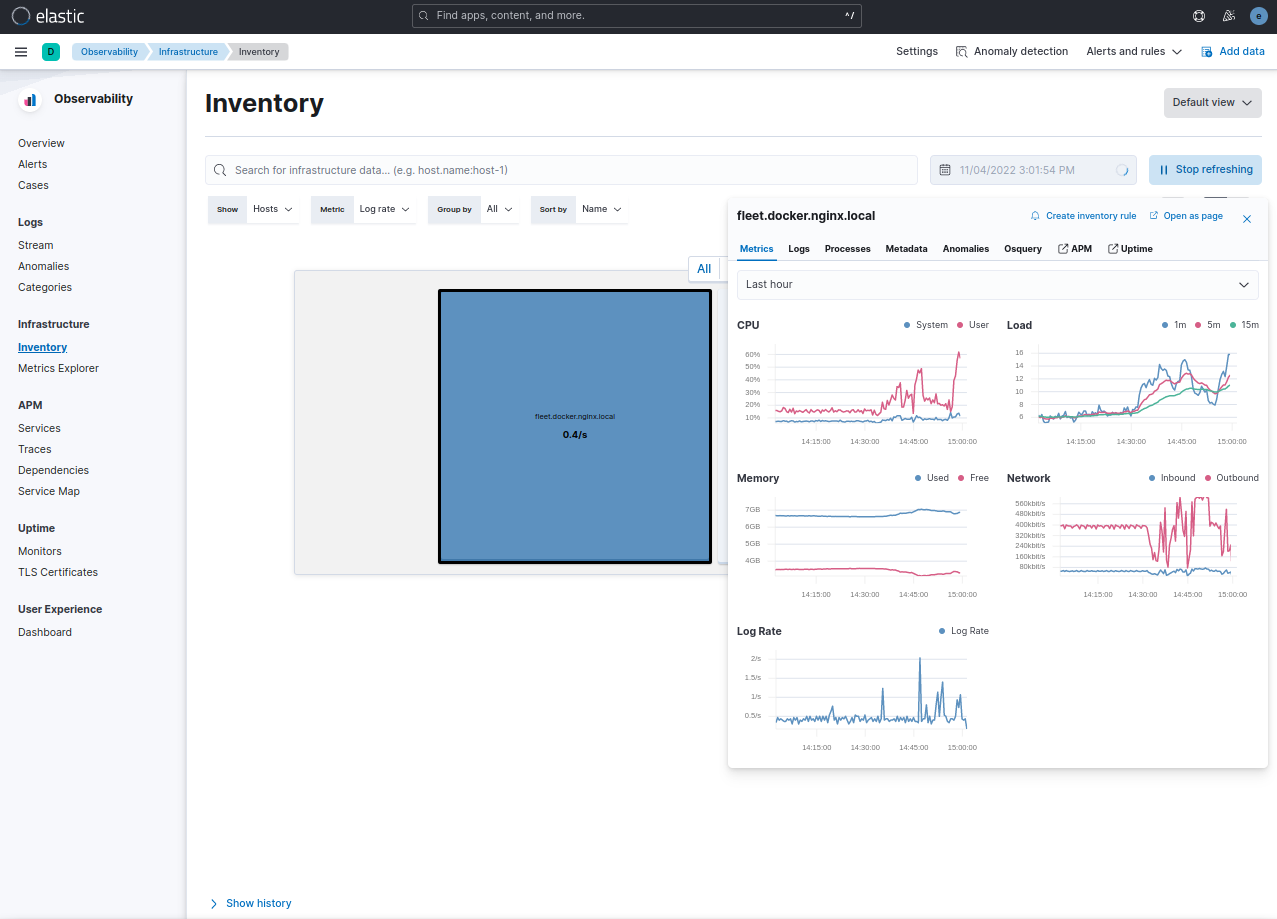 elastic
Find apps, content, and more.
^/
e
D
Observability
Infrastructure
Inventory
Settings
Anomaly detection
Alerts and rules
Add data
Observability
Overview
Alerts
Cases
Logs
Stream
Anomalies
Categories
Infrastructure
Inventory
Metrics Explorer
APM
Services
Traces
Dependencies
Service Map
Uptime
Monitors
TLS Certificates
User Experience
Dashboard
Inventory
Default view
Search for infrastructure data... (e.g. host.name:host-1)
11/04/2022 3:01:54 PM
Stop refreshing
Show Hosts
Metric Log rate
Group by All
Sort by Name
All
fleet.docker.nginx.local
0.4/s
Show history
fleet.docker.nginx.local
Create inventory rule
Open as page
Metrics Logs Processes Metadata Anomalies Osquery APM Uptime
Last hour
CPU
System User
60%
50%
40%
30%
20%
10%
14:15:00 14:30:00 14:45:00 15:00:00
Load
1m 5m 15m
16
14
12
10
8
6
14:15:00 14:30:00 14:45:00 15:00:00
Memory
Used Free
7GB
6GB
5GB
4GB
14:15:00 14:30:00 14:45:00 15:00:00
Network
Inbound Outbound
560kbit/s
480kbit/s
400kbit/s
320kbit/s
240kbit/s
160kbit/s
80kbit/s
14:15:00 14:30:00 14:45:00 15:00:00
Log Rate
Log Rate
2/s
1.5/s
1/s
0.5/s
14:15:00 14:30:00 14:45:00 15:00:00